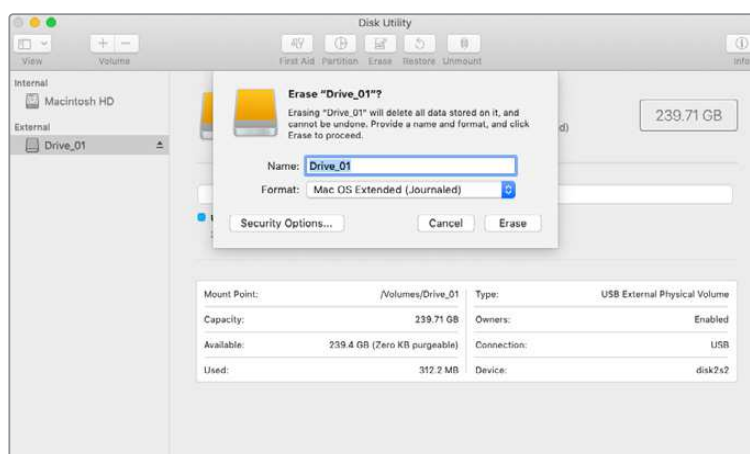 Disk Utility
View
Volume
First Aid Partition Erase Restore Unmount
Info
Internal
Macintosh HD
External
Drive_01
Erase "Drive_01"?
Erasing "Drive_01" will delete all data stored on it, and
cannot be undone. Provide a name and format, and click
Erase to proceed.
d)
239.71 GB
Name: Drive_01
Format: Mac OS Extended (Journaled)
Security Options...
Cancel
Erase
Mount Point: /Volumes/Drive_01 Type: USB External Physical Volume
Capacity: 239.71 GB Owners: Enabled
Available: 239.4 GB (Zero KB purgeable) Connection: USB
Used: 312.2 MB Device: disk2s2